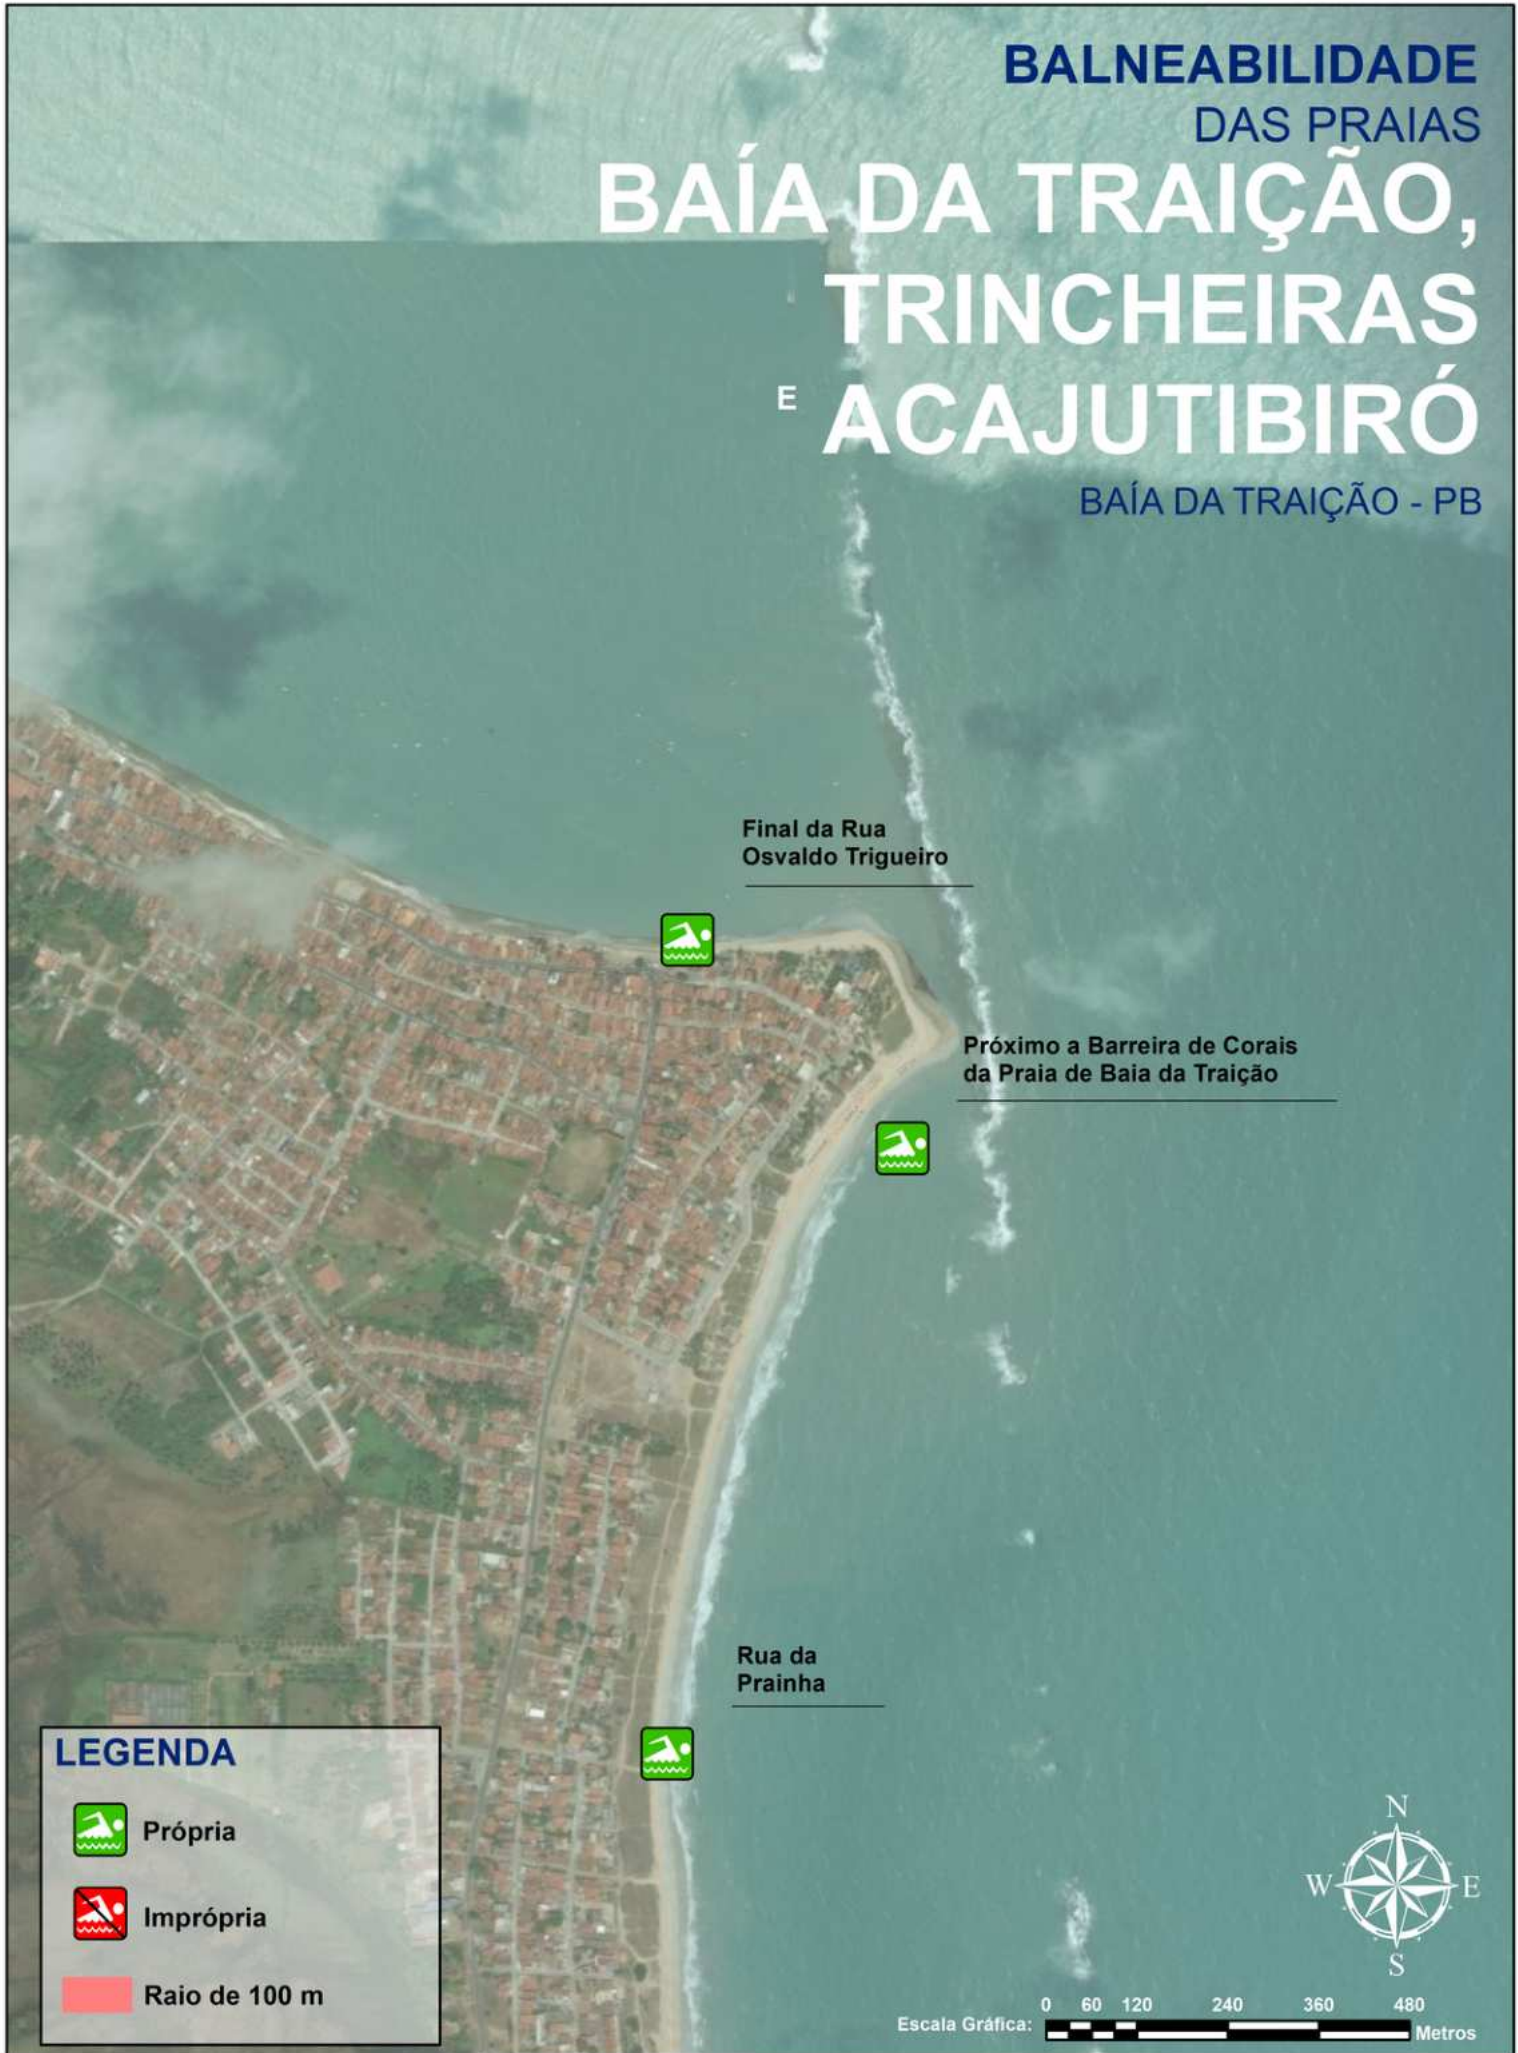 BALNEABILIDADE
DAS PRAIAS
BAÍA DA TRAIÇÃO,
TRINCHEIRAS
E ACAJUTIBIRÓ
BAÍA DA TRAIÇÃO - PB
Final da Rua
Osvaldo Trigueiro
Próximo a Barreira de Corais
da Praia de Baia da Traição
Rua da
Prainha
LEGENDA
Própria
Imprópria
Raio de 100 m
N
W E
S
0 60 120 240 360 480
Escala Gráfica: Metros